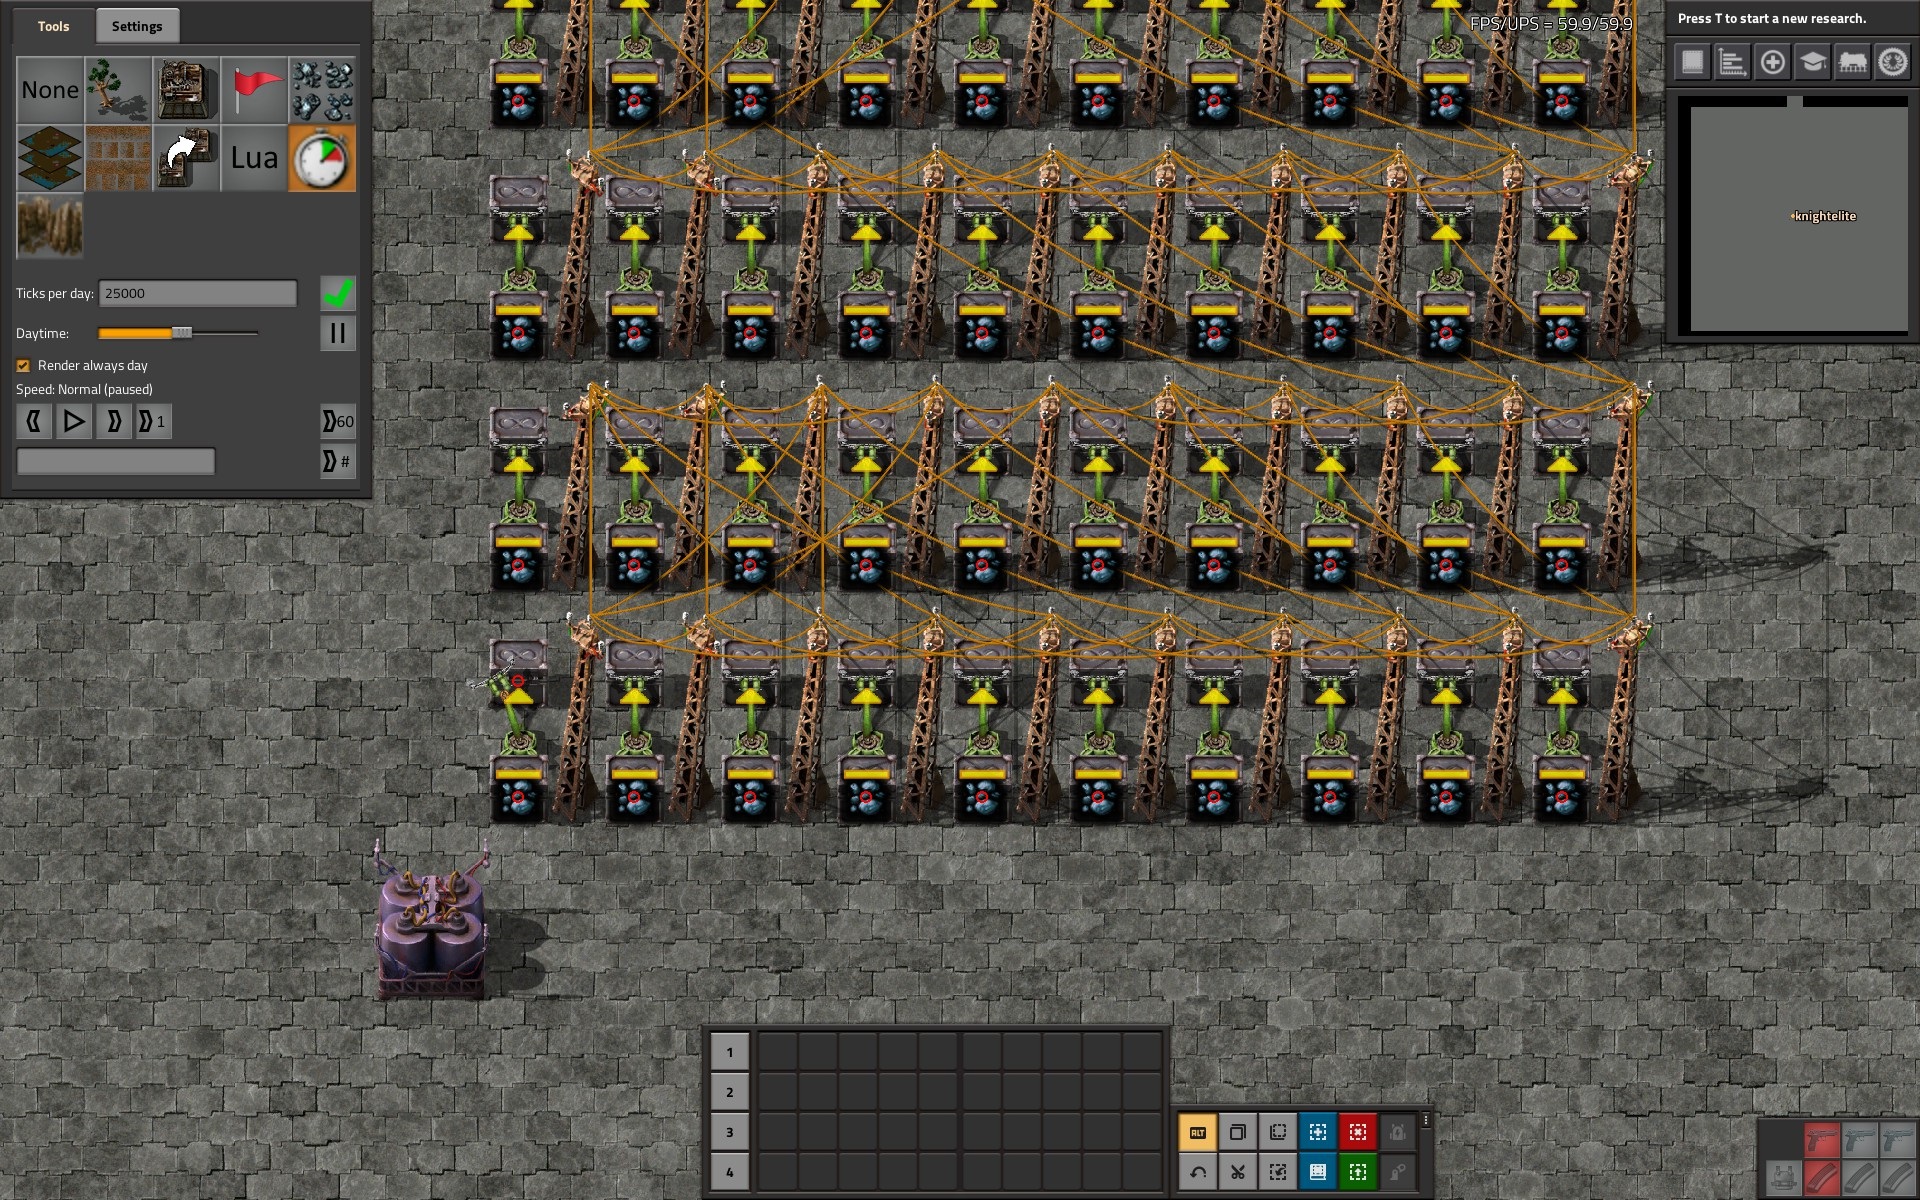 Tools
Settings
FPS/UPS = 59.9/59.9
Press T to start a new research.
None
Lua
knightelite
Ticks per day:
25000
Daytime:
Render always day
Speed: Normal (paused)
1
60
#
1
2
3
4
ALT